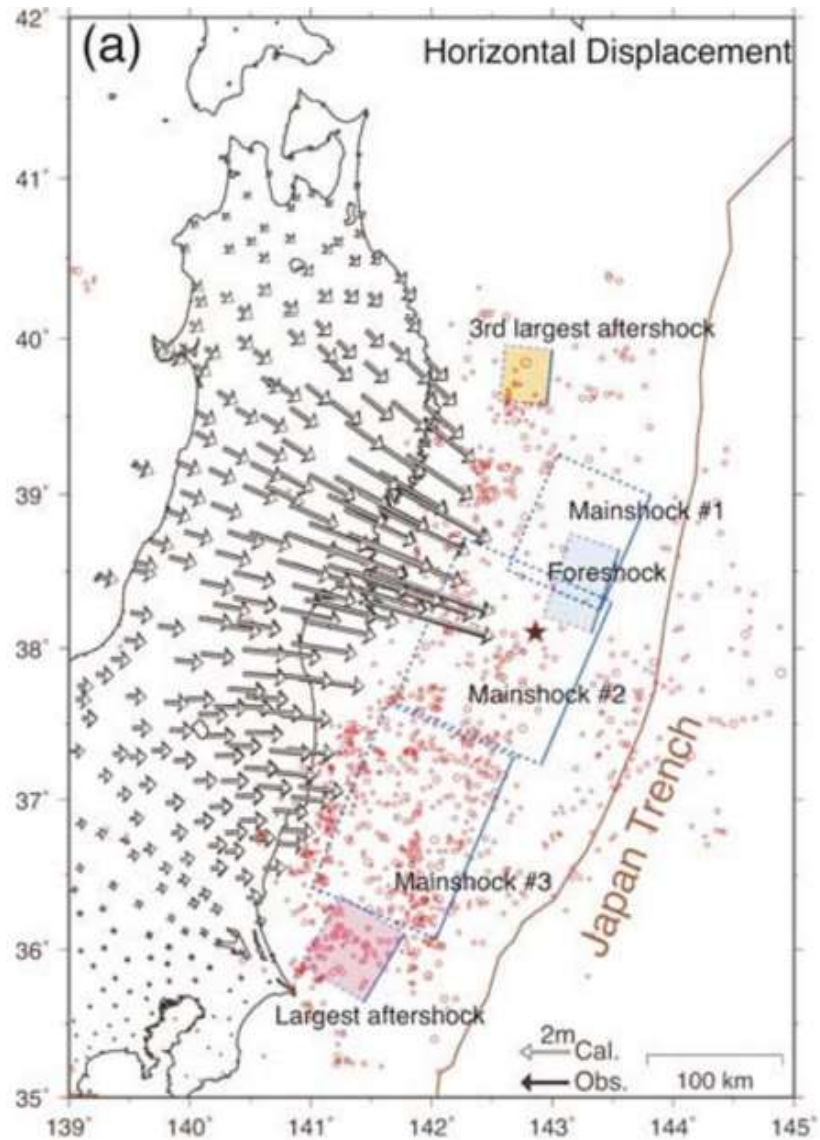 42°
(a)
Horizontal Displacement
41°
40°
3rd largest aftershock
39°
Mainshock #1
Foreshock
38°
Mainshock #2
37°
Japan Trench
Mainshock #3
36°
Largest aftershock
2m
Cal.
Obs.
100 km
35°
139°
140°
141°
142°
143°
144°
145°